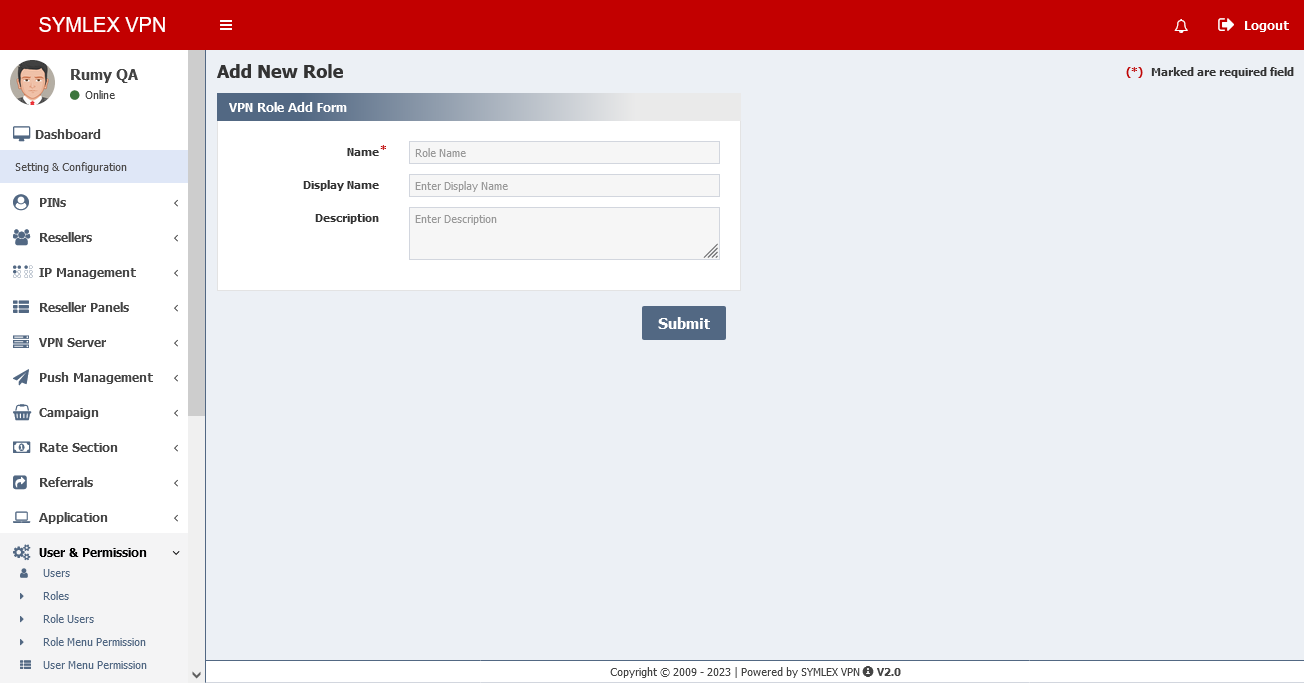 SYMLEX VPN
Logout
Rumy QA
Online
Dashboard
Setting & Configuration
PINs
Resellers
IP Management
Reseller Panels
VPN Server
Push Management
Campaign
Rate Section
Referrals
Application
User & Permission
Users
Roles
Role Users
Role Menu Permission
User Menu Permission
Add New Role
(*) Marked are required field
VPN Role Add Form
Name*
Role Name
Display Name
Enter Display Name
Description
Enter Description
Submit
Copyright © 2009 - 2023 | Powered by SYMLEX VPN V2.0